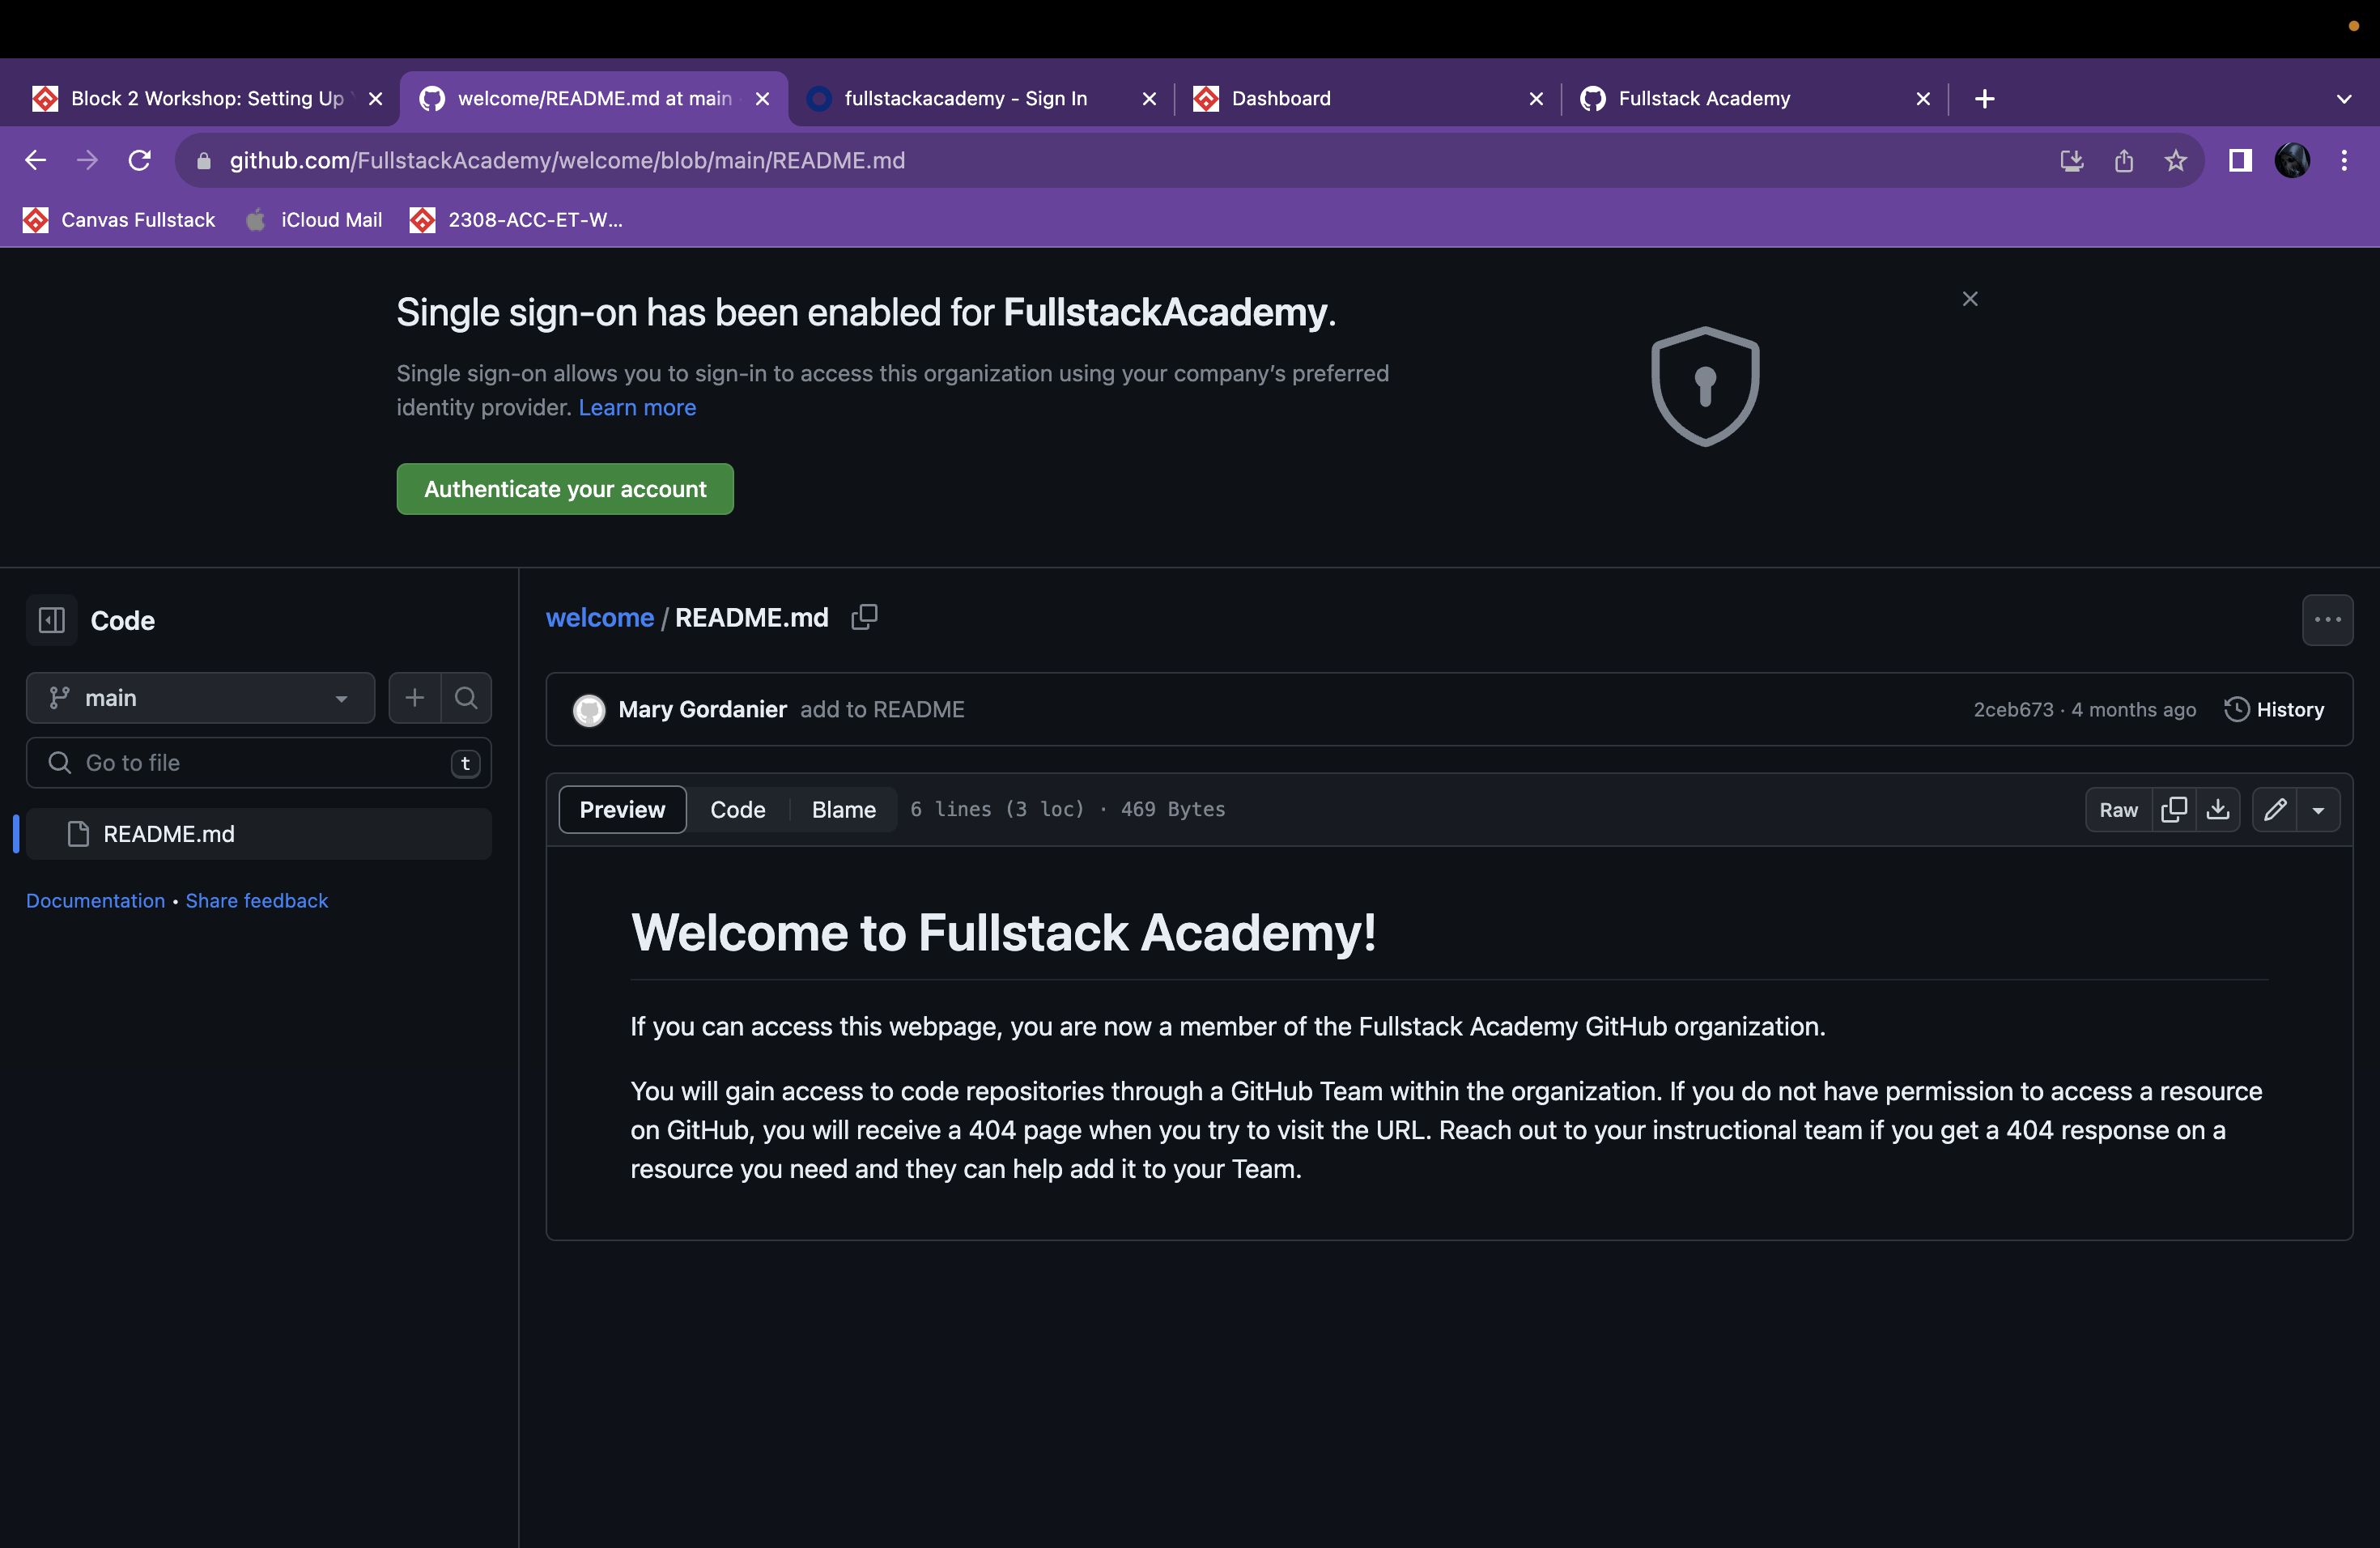 Block 2 Workshop: Setting Up
welcome/README.md at main
fullstackacademy - Sign In
Dashboard
Fullstack Academy
github.com/FullstackAcademy/welcome/blob/main/README.md
Canvas Fullstack
iCloud Mail
2308-ACC-ET-W...
Single sign-on has been enabled for FullstackAcademy.
Single sign-on allows you to sign-in to access this organization using your company's preferred
identity provider. Learn more
Authenticate your account
Code
main
Go to file
t
README.md
Documentation • Share feedback
welcome / README.md
Mary Gordanier add to README
2ceb673 · 4 months ago
History
Preview
Code
Blame
6 lines (3 loc) · 469 Bytes
Raw
Welcome to Fullstack Academy!
If you can access this webpage, you are now a member of the Fullstack Academy GitHub organization.
You will gain access to code repositories through a GitHub Team within the organization. If you do not have permission to access a resource
on GitHub, you will receive a 404 page when you try to visit the URL. Reach out to your instructional team if you get a 404 response on a
resource you need and they can help add it to your Team.